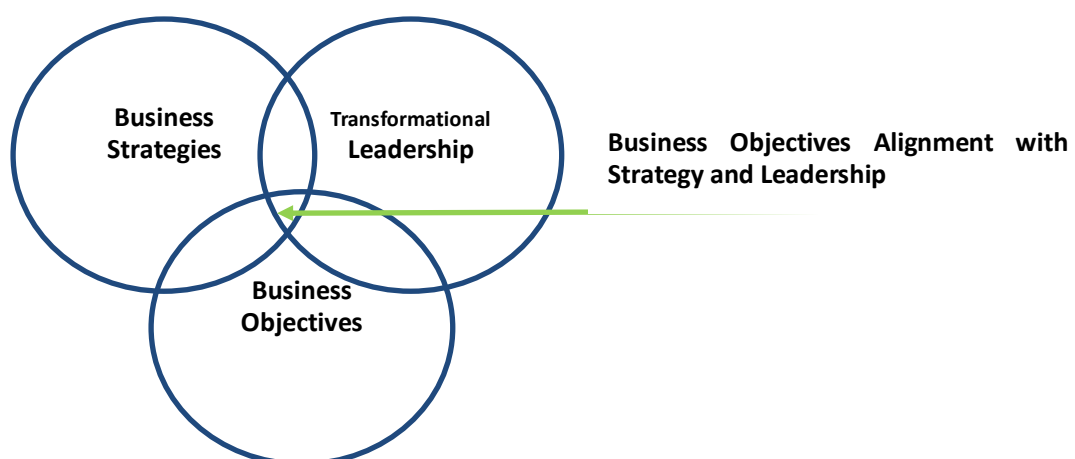 Business
Strategies
Transformational
Leadership
Business Objectives Alignment with
Strategy and Leadership
Business
Objectives